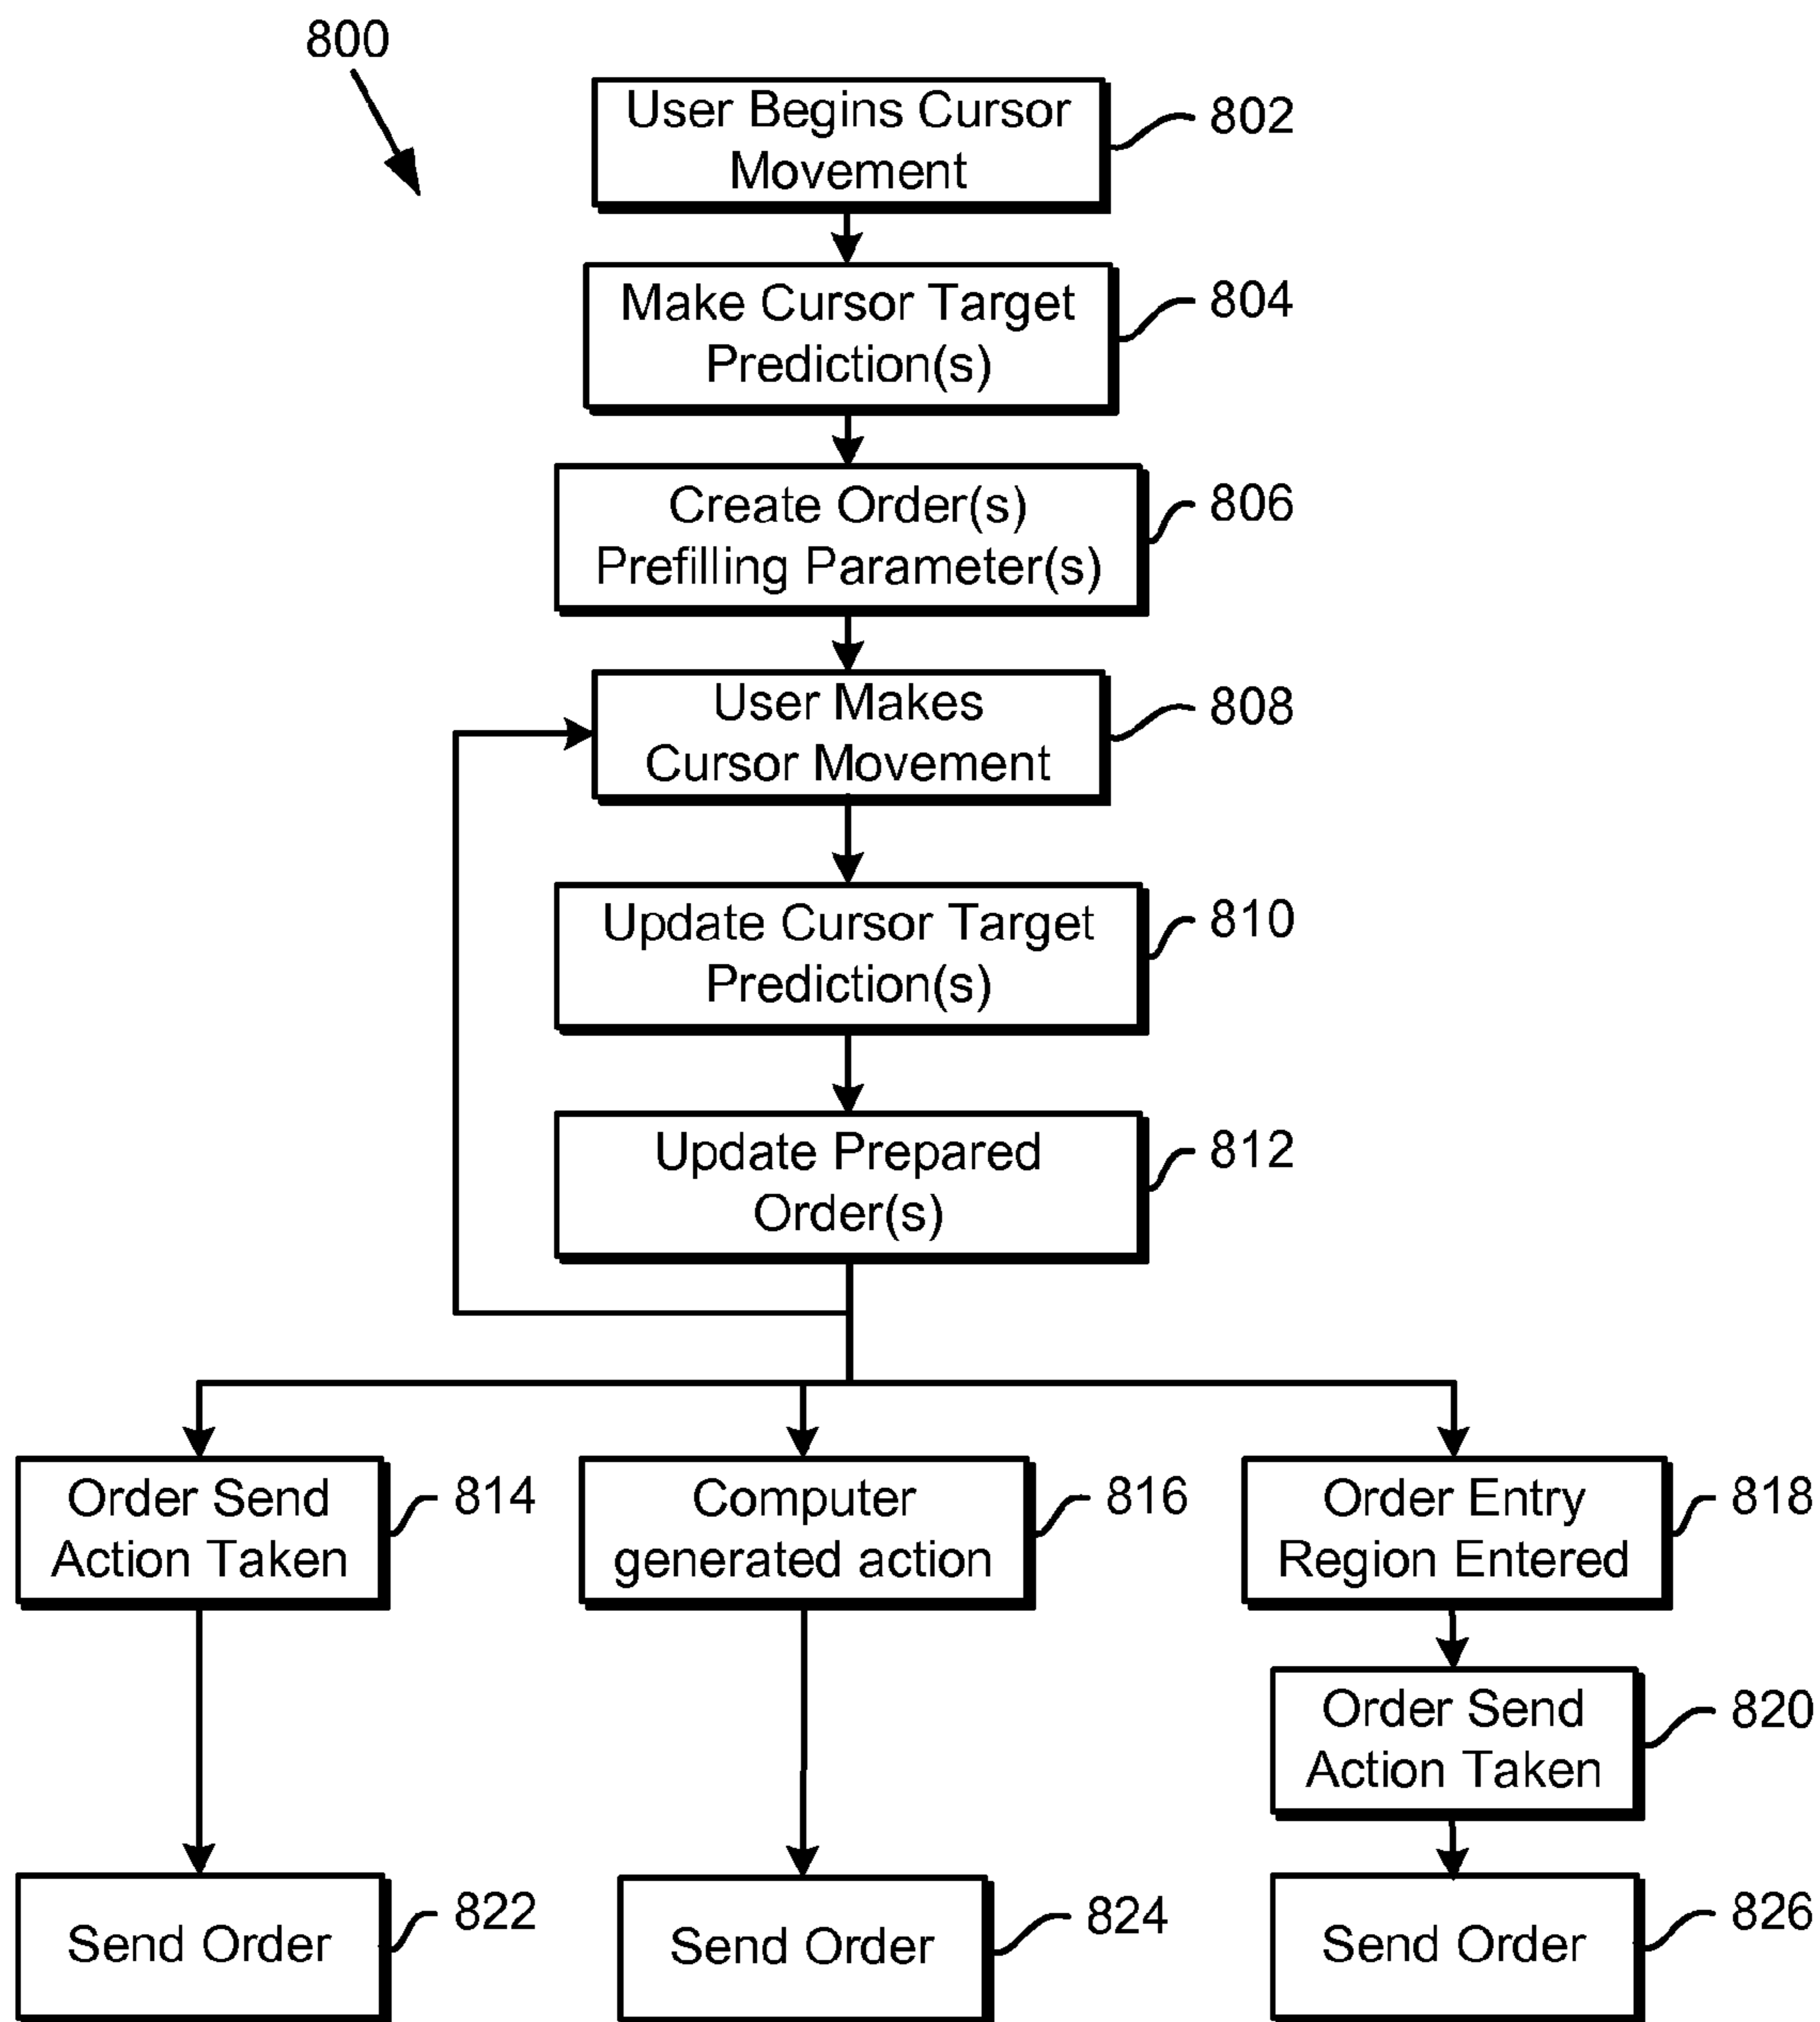 800
User Begins Cursor
Movement
802
Make Cursor Target
Prediction(s)
804
Create Order(s)
Prefilling Parameter(s)
806
User Makes
Cursor Movement
808
Update Cursor Target
Prediction(s)
810
Update Prepared
Order(s)
812
Order Send
Action Taken
814
Computer
generated action
816
Order Entry
Region Entered
818
Order Send
Action Taken
820
Send Order
822
Send Order
824
Send Order
826